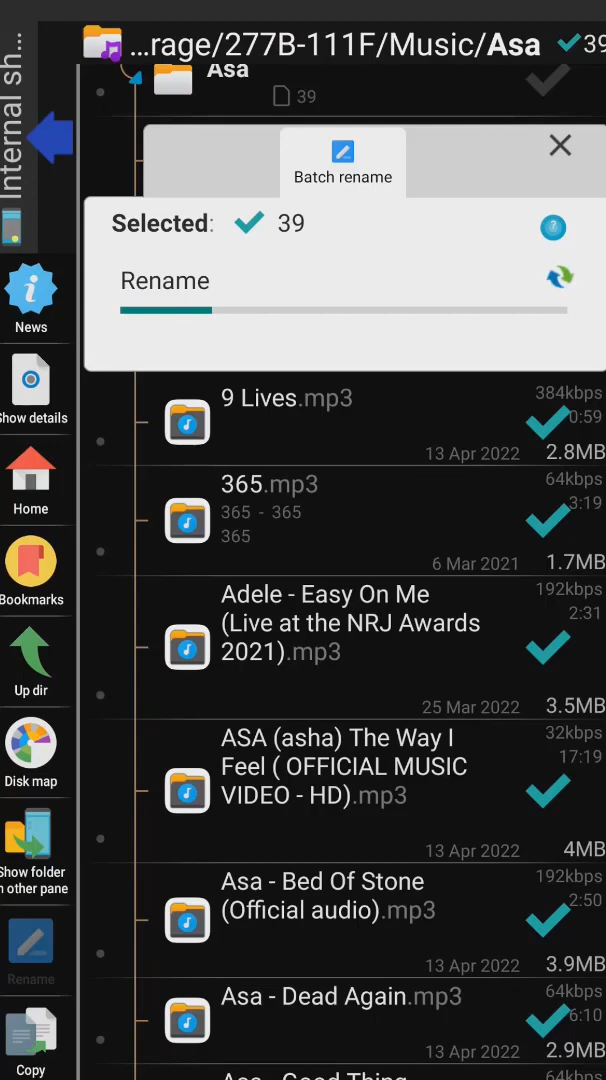 Internal sh...
...rage/277B-111F/Music/Asa 39
Asa
39
Batch rename
Selected: 39
Rename
News
Show details
Home
Bookmarks
Up dir
Disk map
Show folder
n other pane
Rename
Copy
9 Lives.mp3
384kbps
0:59
13 Apr 2022 2.8MB
365.mp3
64kbps
365 - 365
3:19
365
6 Mar 2021 1.7MB
Adele - Easy On Me
192kbps
(Live at the NRJ Awards
2:31
2021).mp3
25 Mar 2022 3.5MB
ASA (asha) The Way I
32kbps
Feel ( OFFICIAL MUSIC
17:19
VIDEO - HD).mp3
13 Apr 2022 4MB
Asa - Bed Of Stone
192kbps
(Official audio).mp3
2:50
13 Apr 2022 3.9MB
Asa - Dead Again.mp3
64kbps
6:10
13 Apr 2022 2.9MB
Asa - Good Thing
64kbps